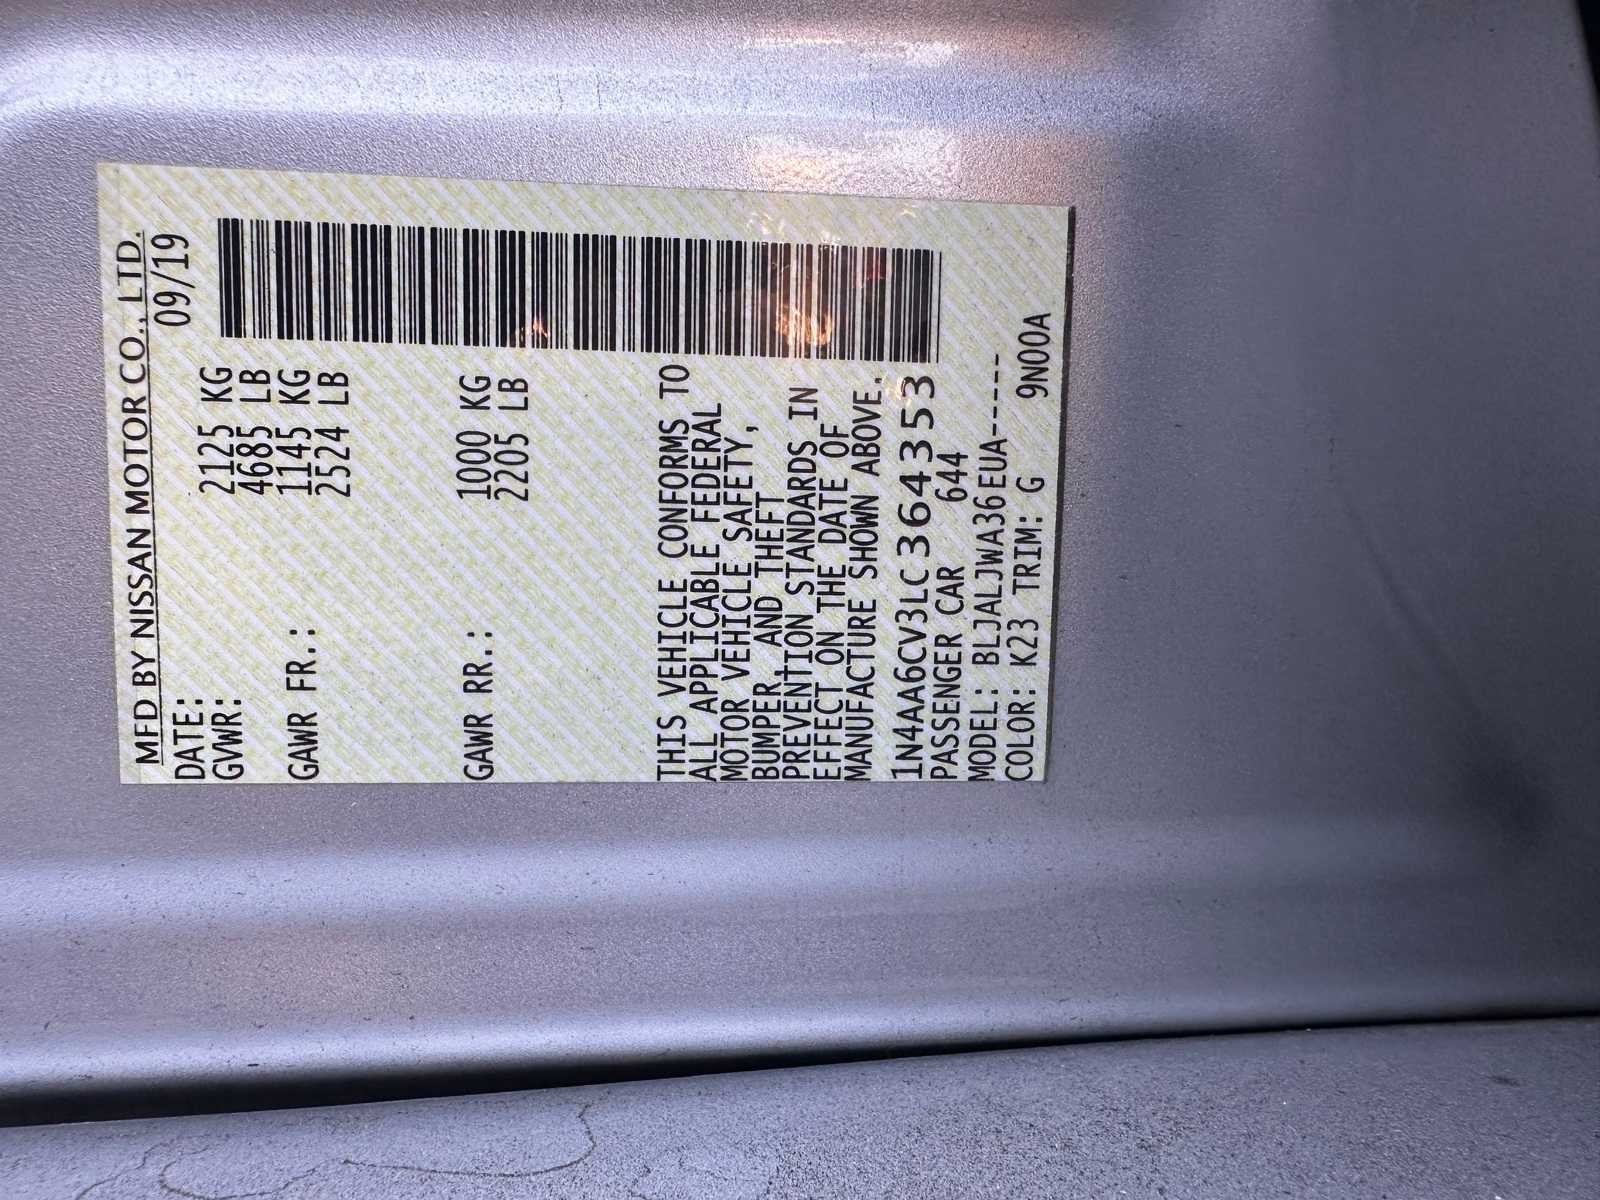 MFD BY NISSAN MOTOR CO., LTD.
DATE: 09/19
GVWR: 2125 KG
4685 LB
GAWR FR.: 1145 KG
2524 LB
GAWR RR.: 1000 KG
2205 LB
THIS VEHICLE CONFORMS TO
ALL APPLICABLE FEDERAL
MOTOR VEHICLE SAFETY,
BUMPER, AND THEFT
PREVENTION STANDARDS IN
EFFECT ON THE DATE OF
MANUFACTURE SHOWN ABOVE.
1N4AA6CV3LC364353
PASSENGER CAR 644
MODEL: BLJALJWA36EUA-----
COLOR: K23 TRIM: G 9N00A